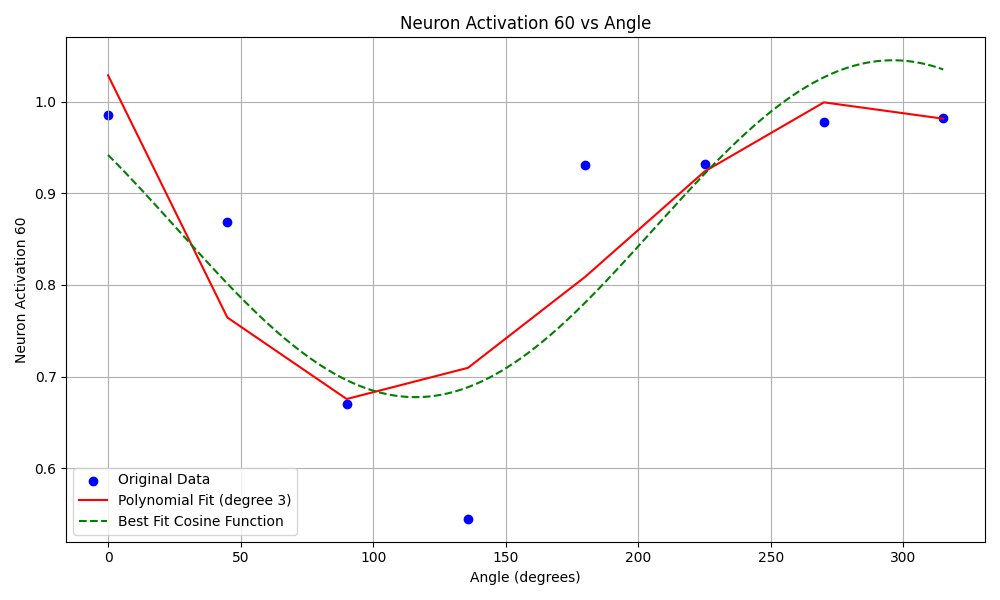 Neuron Activation 60 vs Angle
Neuron Activation 60
1.0
0.9
0.8
0.7
0.6
Original Data
Polynomial Fit (degree 3)
Best Fit Cosine Function
0 50 100 150 200 250 300
Angle (degrees)